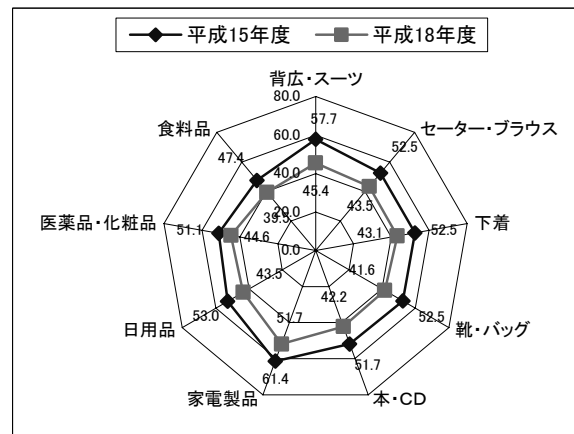 平成15年度 平成18年度
背広・スーツ
80.0
57.7
食料品
セーター・ブラウス
60.0
47.4
52.5
40.0
45.4
43.5
39.5
20.0
医薬品・化粧品
下着
51.1
44.6
43.1
52.5
0.0
43.5
41.6
42.2
日用品
53.0
51.7
52.5
靴・バッグ
61.4
51.7
家電製品
本・CD